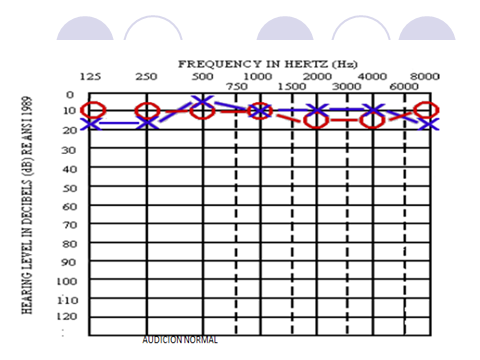 FREQUENCY IN HERTZ (Hz)
125 250 500 1000 2000 4000 8000
750 1500 3000 6000
HEARING LEVEL IN DECIBELS (dB) RE ANSI 1989
0
10
20
30
40
50
60
70
80
90
100
110
120
AUDICION NORMAL